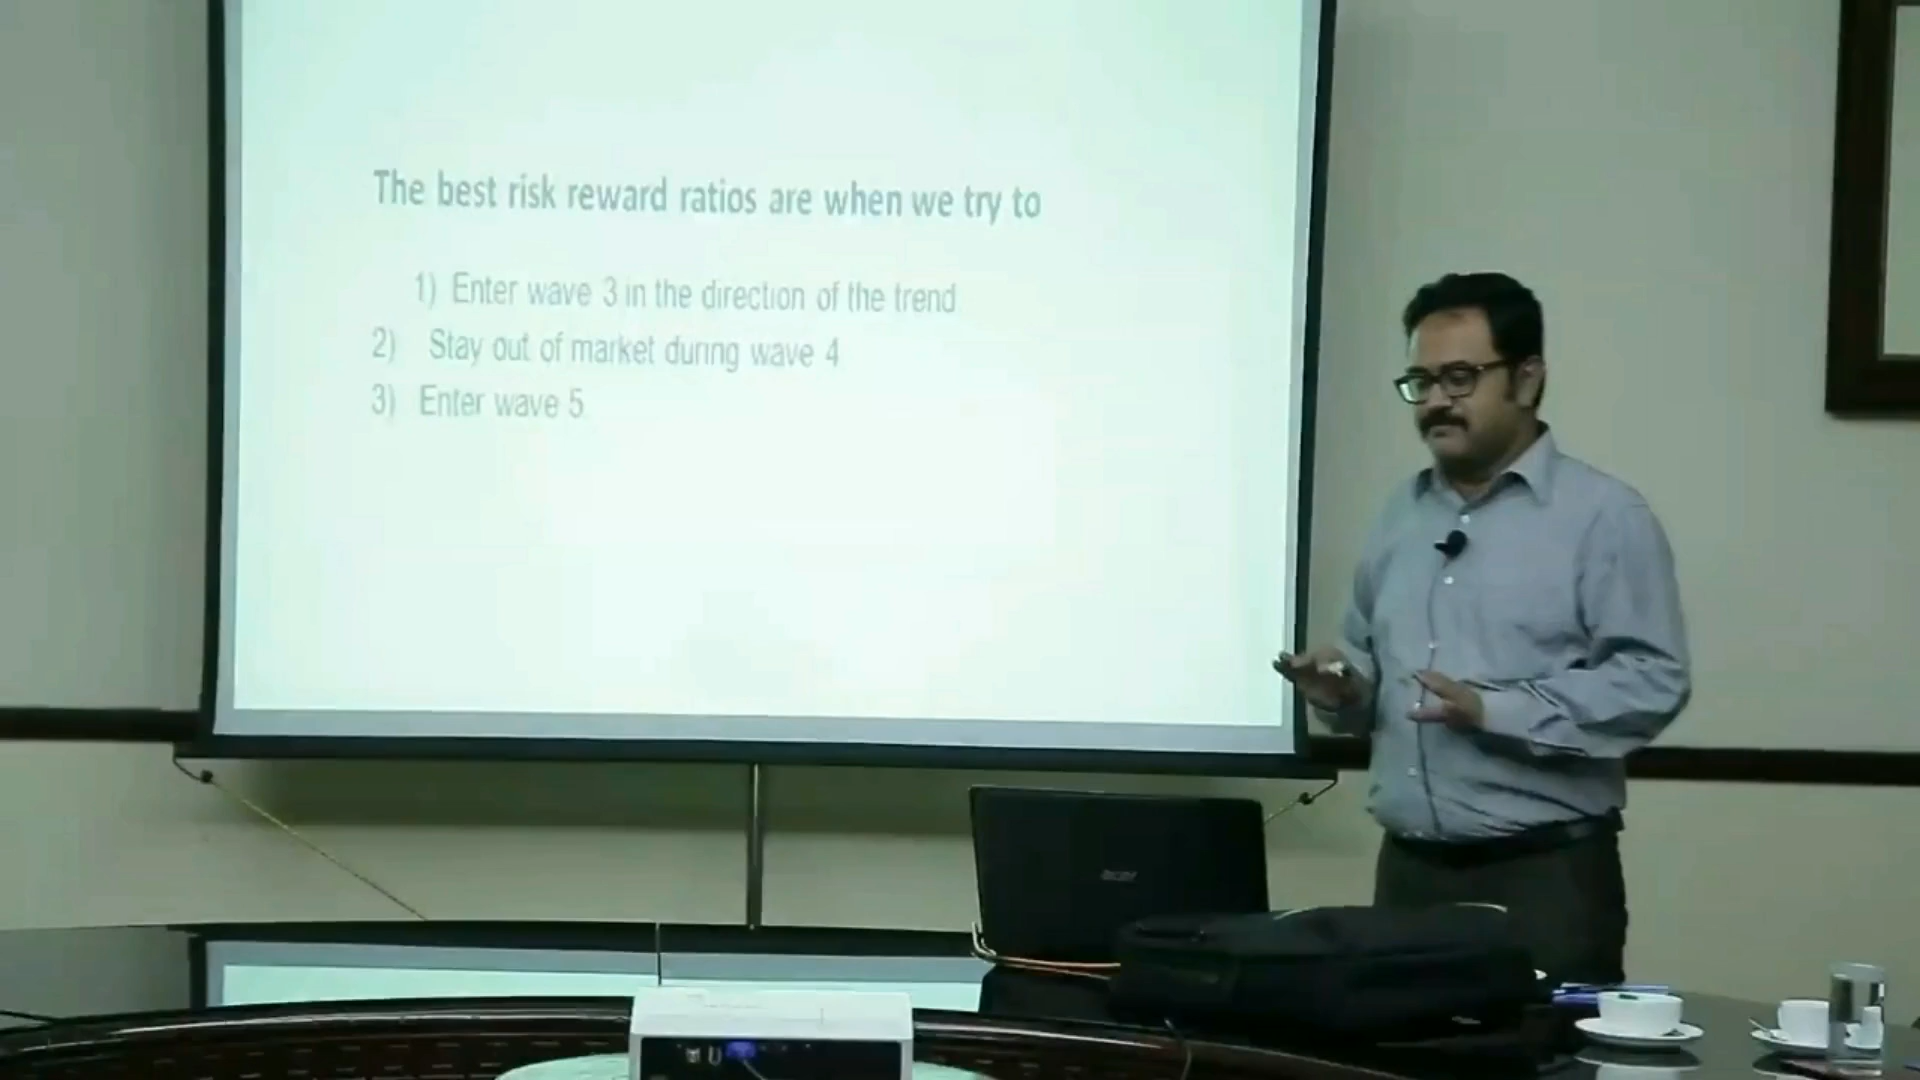 The best risk reward ratios are when we try to
1) Enter wave 3 in the direction of the trend
2) Stay out of market during wave 4
3) Enter wave 5
acer